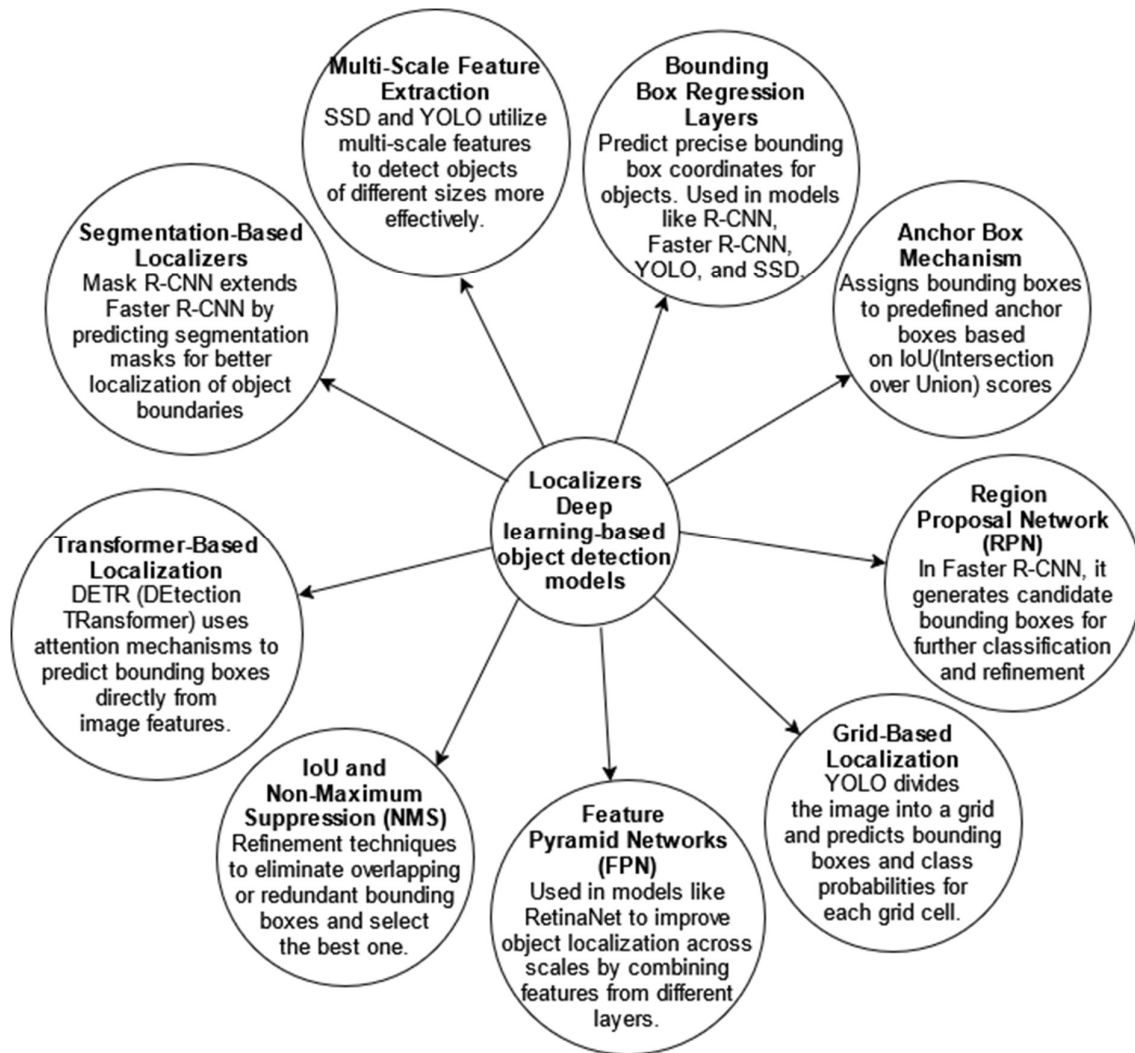 Multi-Scale Feature
Extraction
SSD and YOLO utilize
multi-scale features
to detect objects
of different sizes more
effectively.
Bounding
Box Regression
Layers
Predict precise bounding
box coordinates for
objects. Used in models
like R-CNN,
Faster R-CNN,
YOLO, and SSD.
Segmentation-Based
Localizers
Mask R-CNN extends
Faster R-CNN by
predicting segmentation
masks for better
localization of object
boundaries
Anchor Box
Mechanism
Assigns bounding boxes
to predefined anchor
boxes based
on IoU(Intersection
over Union) scores
Localizers
Deep
learning-based
object detection
models
Region
Proposal Network
(RPN)
In Faster R-CNN, it
generates candidate
bounding boxes for
further classification
and refinement
Transformer-Based
Localization
DETR (DEtection
TRansformer) uses
attention mechanisms to
predict bounding boxes
directly from
image features.
Grid-Based
Localization
YOLO divides
the image into a grid
and predicts bounding
boxes and class
probabilities for
each grid cell.
IoU and
Non-Maximum
Suppression (NMS)
Refinement techniques
to eliminate overlapping
or redundant bounding
boxes and select
the best one.
Feature
Pyramid Networks
(FPN)
Used in models like
RetinaNet to improve
object localization across
scales by combining
features from different
layers.